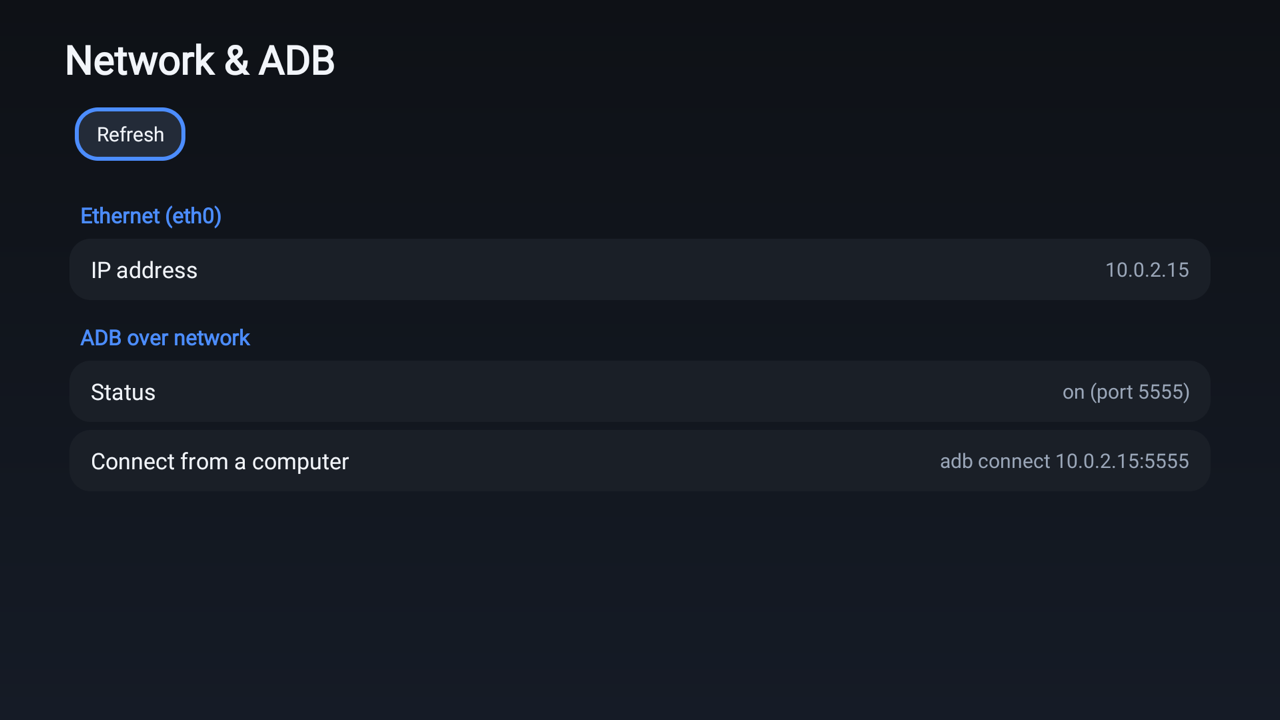 Network & ADB
Refresh
Ethernet (eth0)
IP address 10.0.2.15
ADB over network
Status on (port 5555)
Connect from a computer adb connect 10.0.2.15:5555